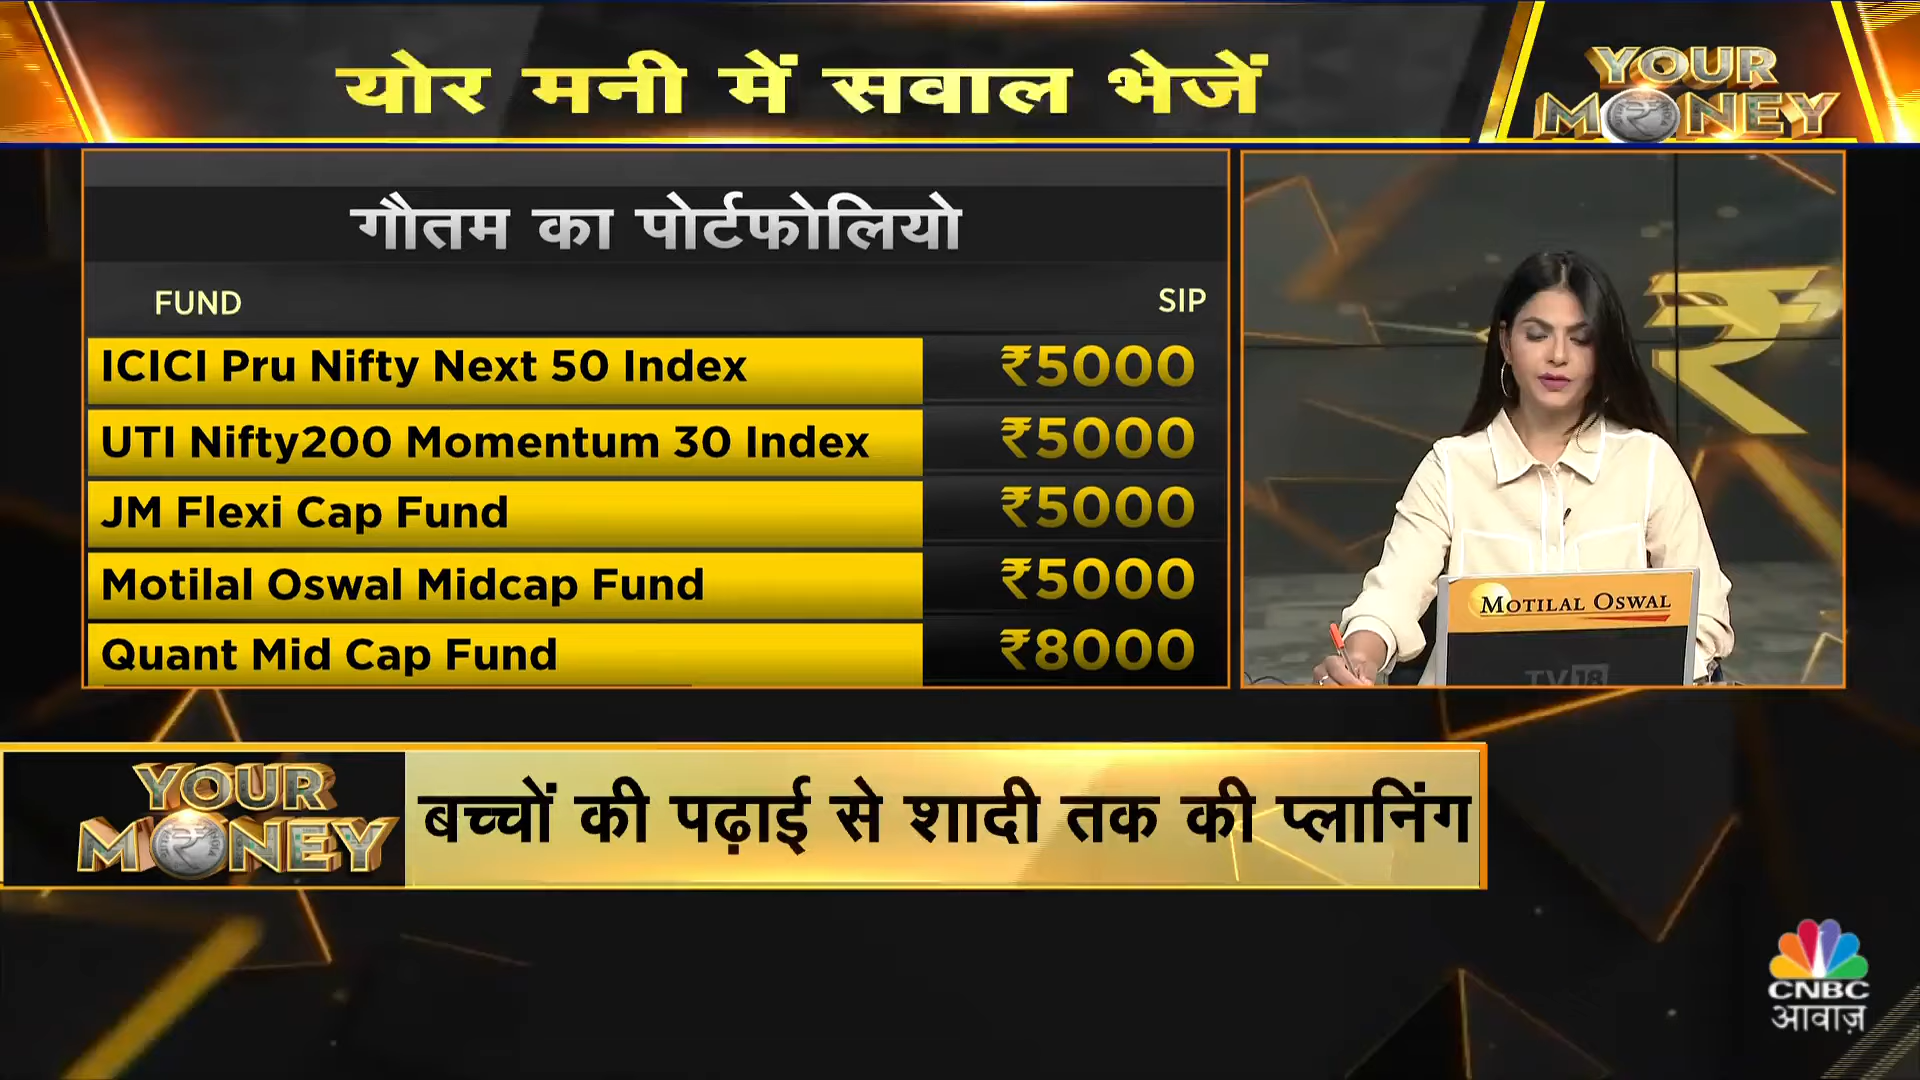 योर मनी में सवाल भेजें
YOUR
MONEY
गौतम का पोर्टफोलियो
FUND SIP
ICICI Pru Nifty Next 50 Index ₹5000
UTI Nifty200 Momentum 30 Index ₹5000
JM Flexi Cap Fund ₹5000
Motilal Oswal Midcap Fund ₹5000
Quant Mid Cap Fund ₹8000
₹
MOTILAL OSWAL
TV18
YOUR
MONEY
बच्चों की पढ़ाई से शादी तक की प्लानिंग
CNBC
आवाज़